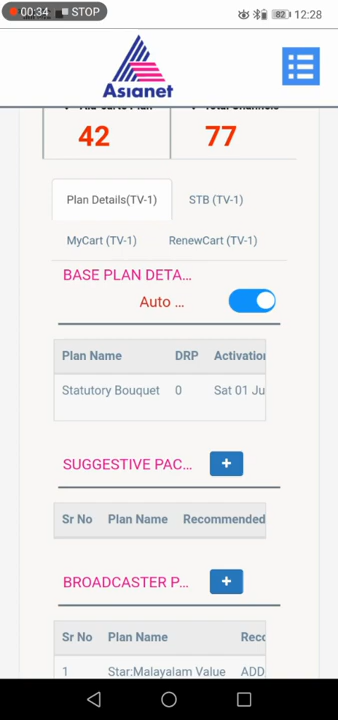 00:34 STOP 82 12:28
Asianet
42 77
Plan Details(TV-1) STB (TV-1)
MyCart (TV-1) RenewCart (TV-1)
BASE PLAN DETA...
Auto ...
Plan Name DRP Activation
Statutory Bouquet 0 Sat 01 Ju
SUGGESTIVE PAC... +
Sr No Plan Name Recommended
BROADCASTER P... +
Sr No Plan Name Reco
1 Star:Malayalam Value ADD